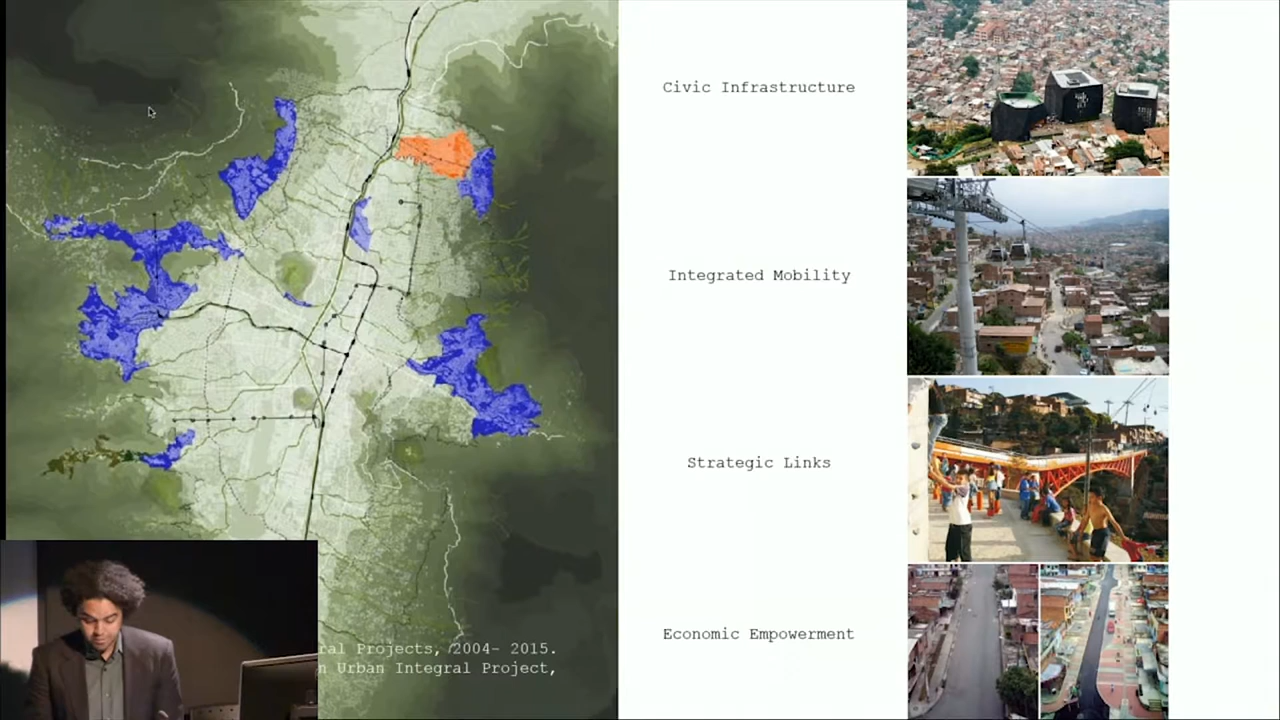 Civic Infrastructure
Integrated Mobility
Strategic Links
Economic Empowerment
Projects, 2004- 2015.
Urban Integral Project,